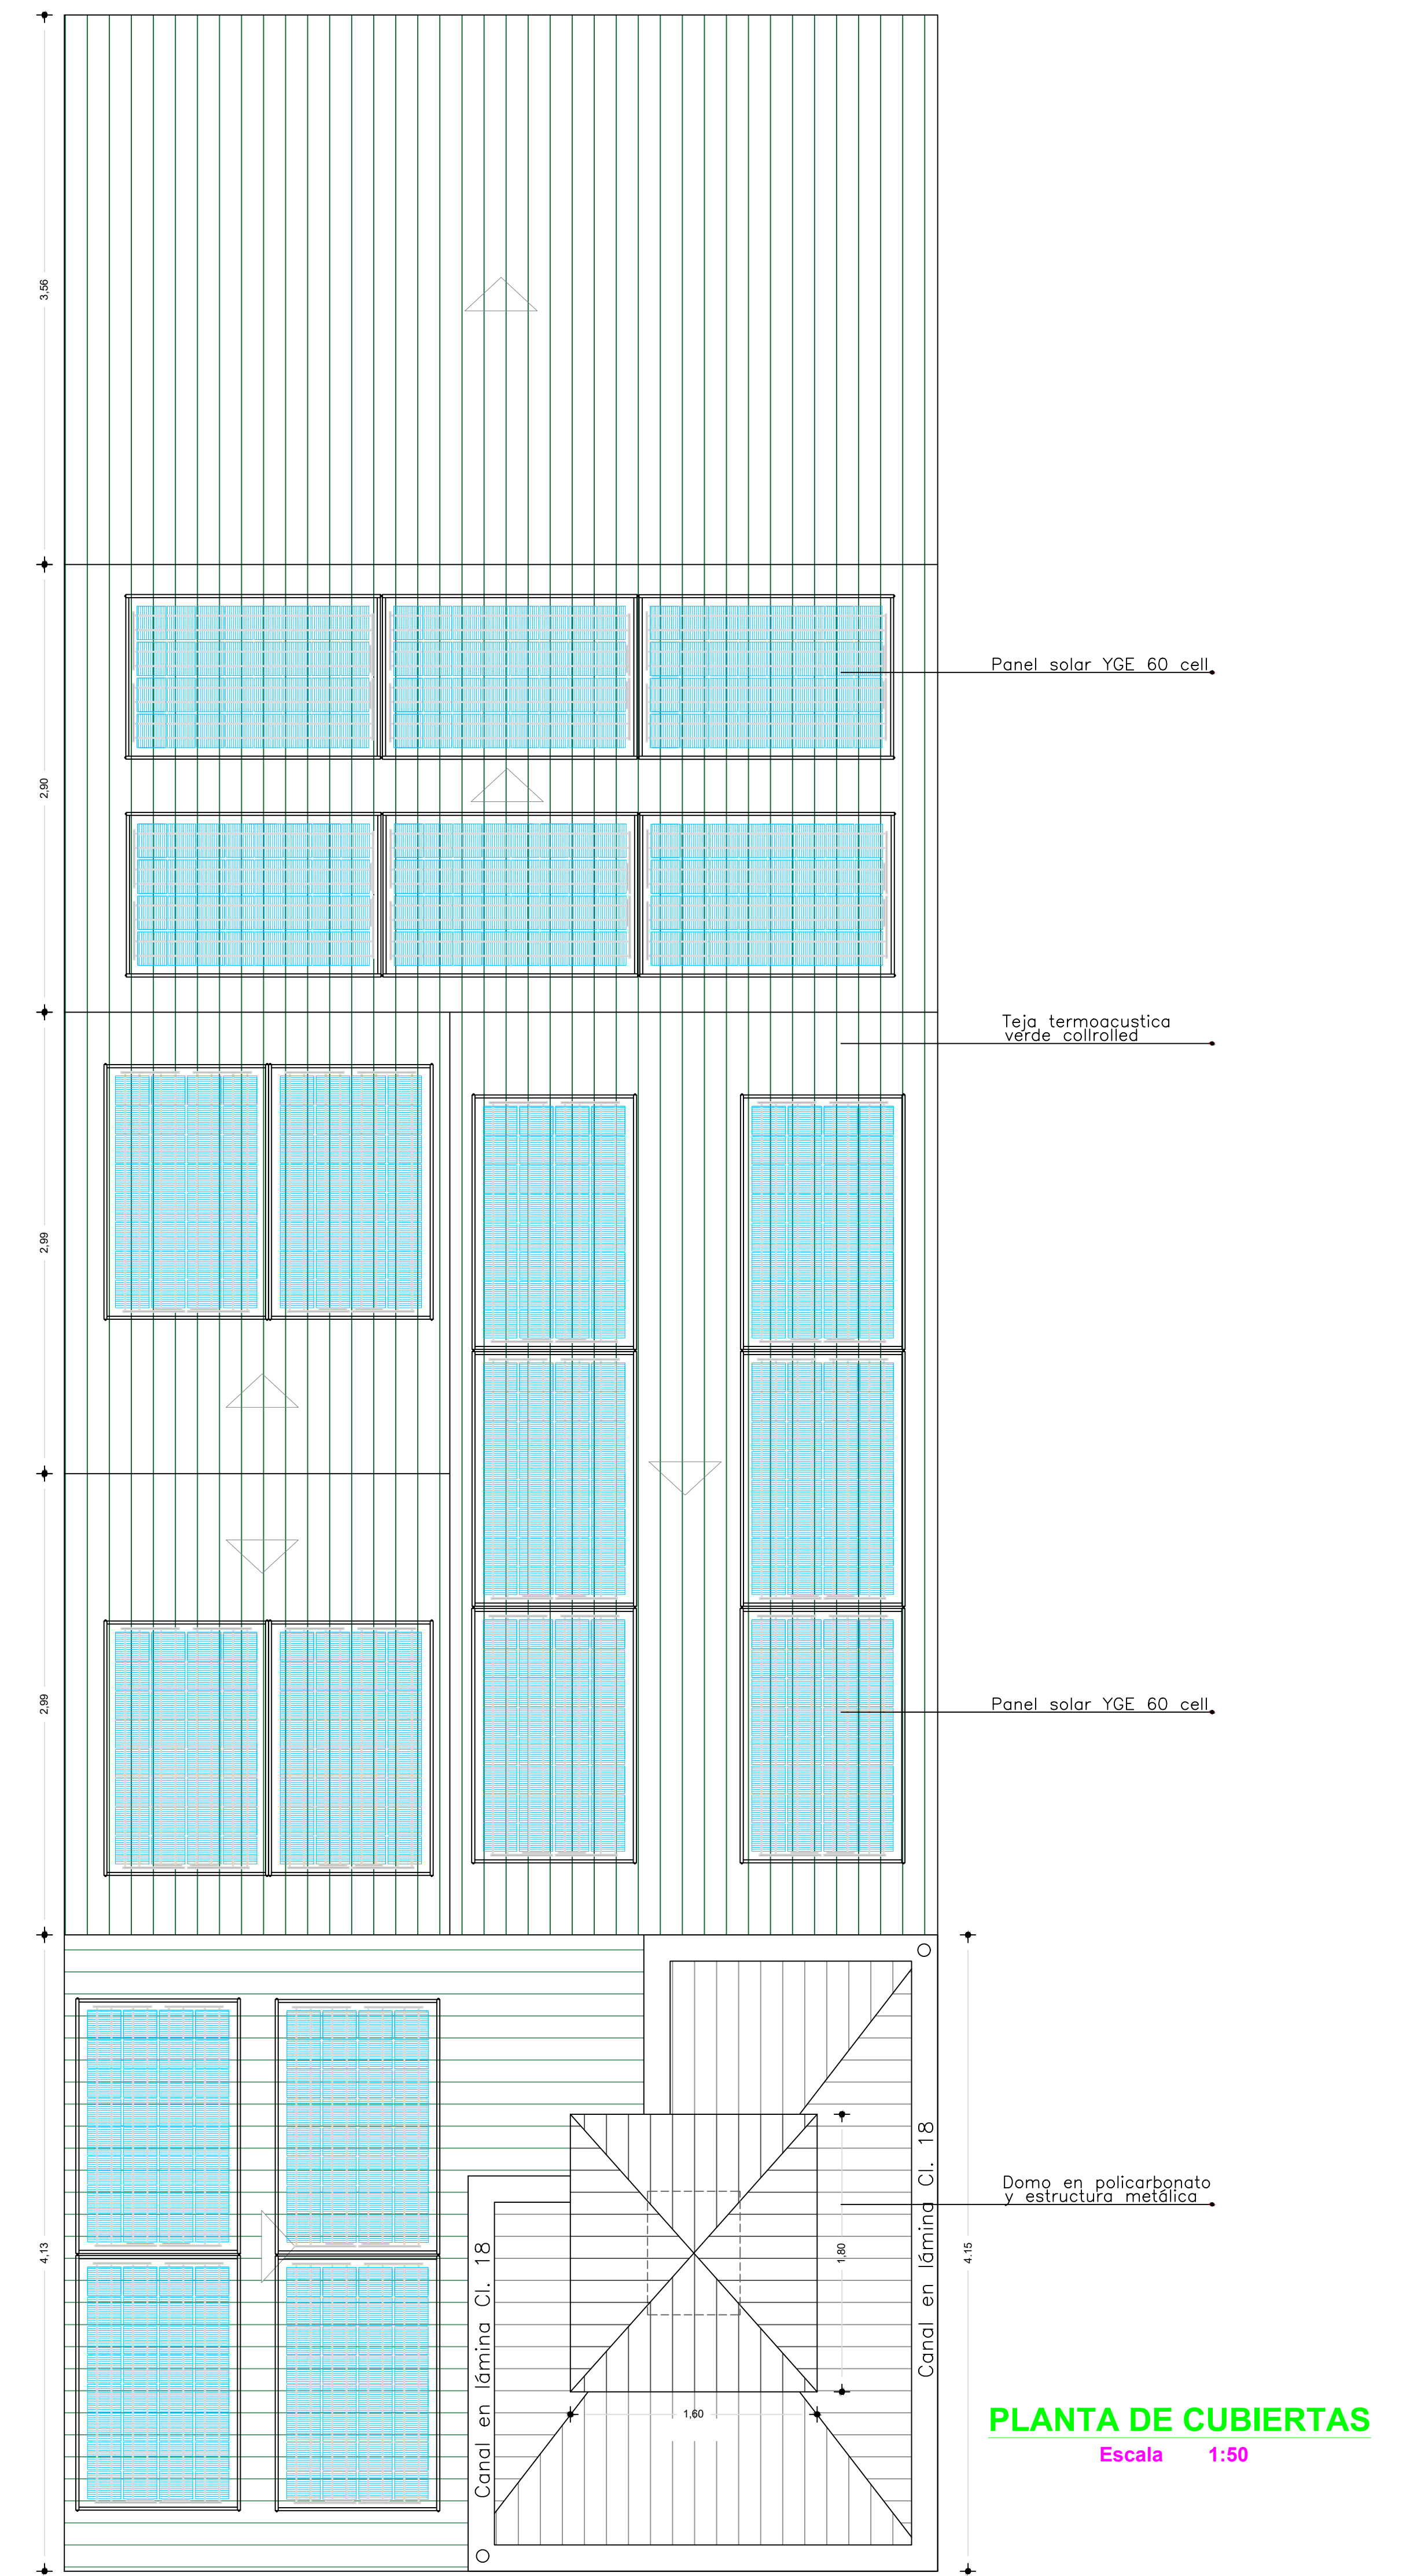 3,56
Panel solar YGE 60 cell
2,90
Teja termoacustica
verde collrolled
2,99
Panel solar YGE 60 cell
2,99
Canal en lámina Cl. 18
Domo en policarbonato
y estructura metálica
4,13
Canal en lámina Cl. 18
1,80
4.15
1,60
PLANTA DE CUBIERTAS
Escala 1:50